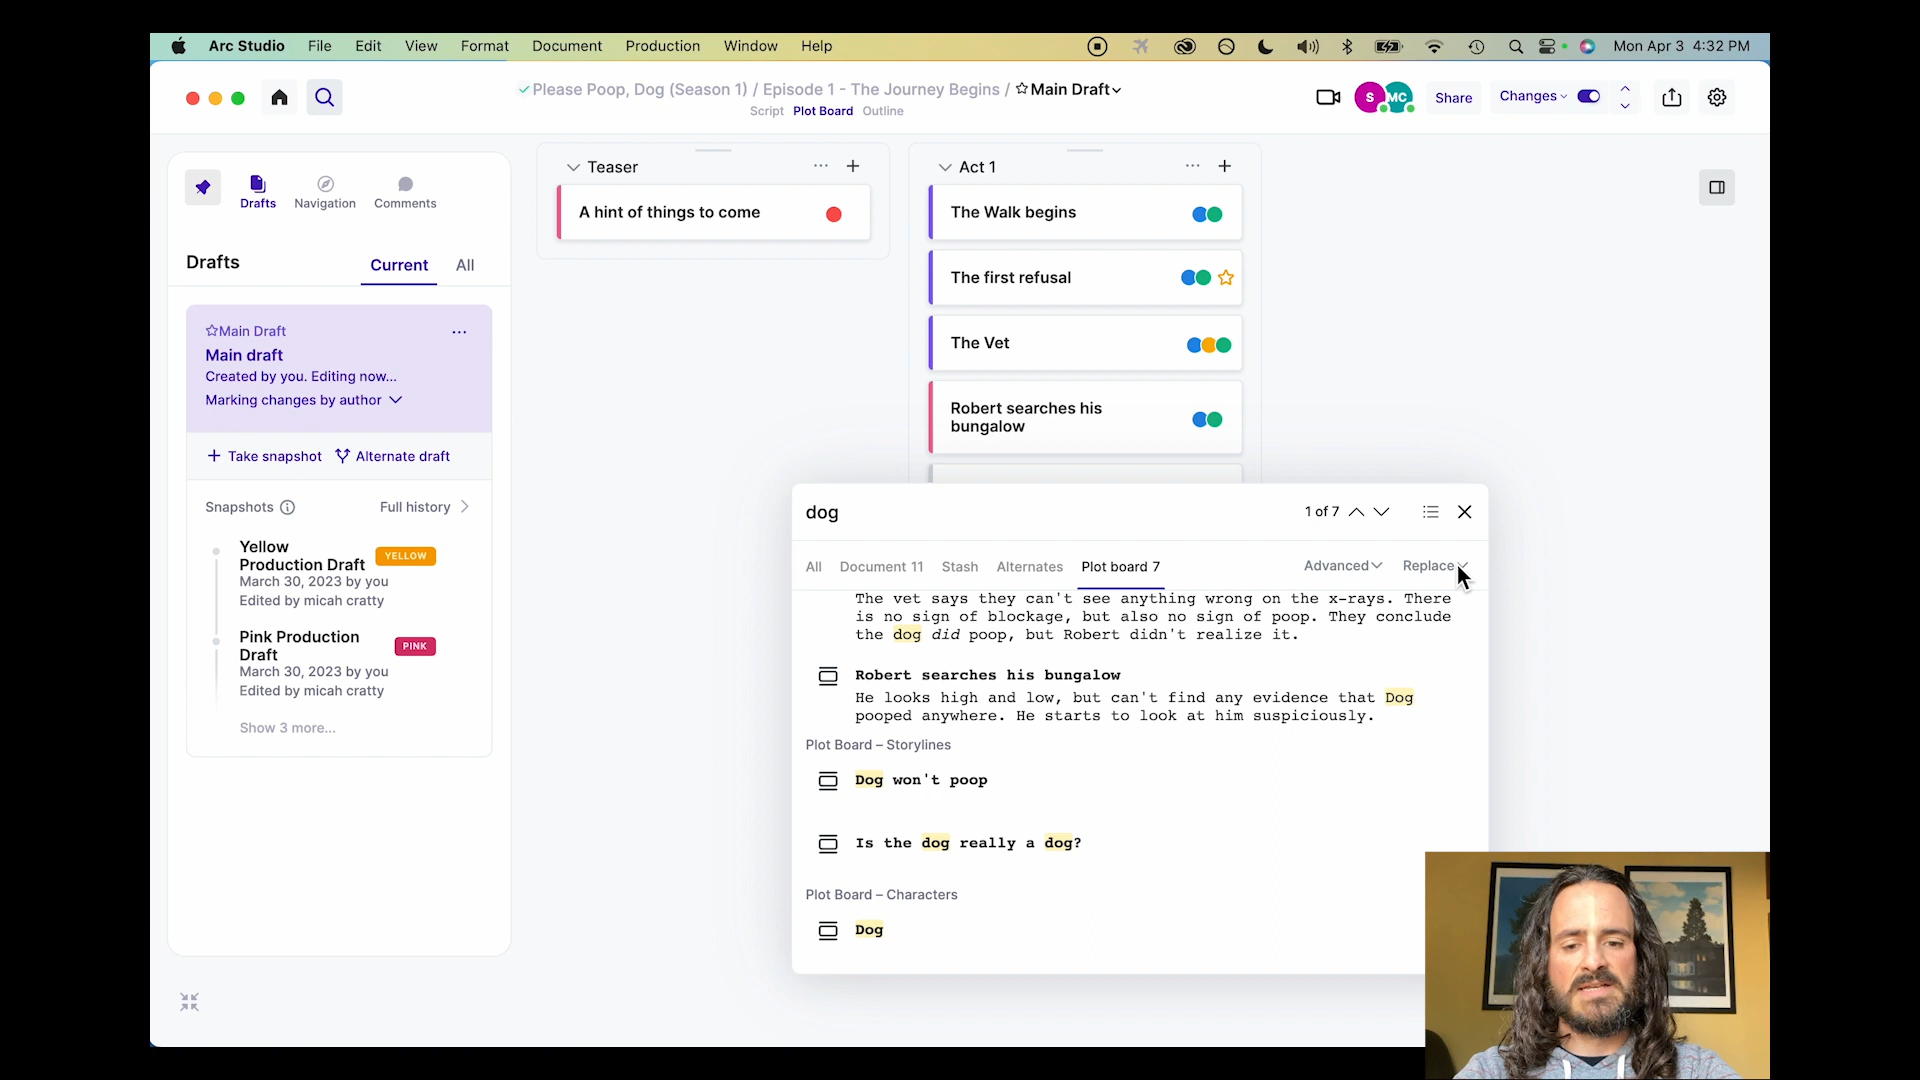 Arc Studio File Edit View Format Document Production Window Help Mon Apr 3 4:32 PM
Please Poop, Dog (Season 1) / Episode 1 - The Journey Begins / Main Draft
Script Plot Board Outline
S MC Share Changes
Drafts Navigation Comments
Drafts Current All
Main Draft
Main draft
Created by you. Editing now...
Marking changes by author
Take snapshot Alternate draft
Snapshots Full history
Yellow
Production Draft YELLOW
March 30, 2023 by you
Edited by micah cratty
Pink Production
Draft PINK
March 30, 2023 by you
Edited by micah cratty
Show 3 more...
Teaser
A hint of things to come
Act 1
The Walk begins
The first refusal
The Vet
Robert searches his
bungalow
dog 1 of 7
All Document 11 Stash Alternates Plot board 7 Advanced Replace
The vet says they can't see anything wrong on the x-rays. There
is no sign of blockage, but also no sign of poop. They conclude
the dog did poop, but Robert didn't realize it.
Robert searches his bungalow
He looks high and low, but can't find any evidence that Dog
pooped anywhere. He starts to look at him suspiciously.
Plot Board – Storylines
Dog won't poop
Is the dog really a dog?
Plot Board – Characters
Dog